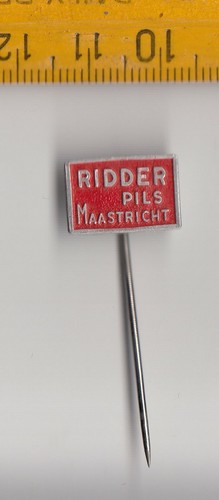 12 11 10
RIDDER
PILS
MAASTRICHT